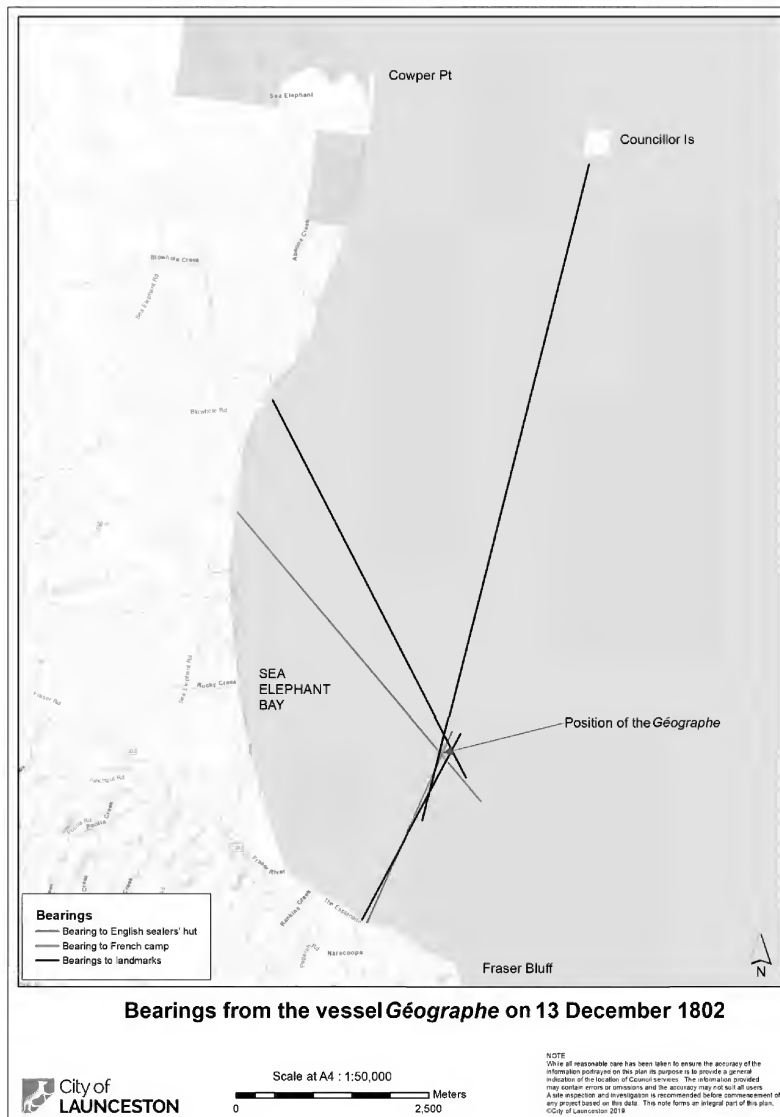 Cowper Pt
Sea Elephant
Councillor Is
Blowhole Creek
Sea Elephant Rd
Blowhole Rd
SEA
ELEPHANT
BAY
Sea Elephant Rd
Rocky Creek
Fraser Rd
Position of the Géographe
Fraser River
The Esplanade
Naracoopa
Fraser Bluff
N
Bearings
Bearing to English sealers' hut
Bearing to French camp
Bearings to landmarks
Bearings from the vessel Géographe on 13 December 1802
City of
LAUNCESTON
Scale at A4 : 1:50,000
Meters
0 2,500
NOTE
While all reasonable care has been taken to ensure the accuracy of the
information portrayed on this plan its purpose is to provide a general
indication of the location of Council services. The information provided
may contain errors or omissions and the accuracy may not suit all users.
A site inspection and investigation is recommended before commencement of
any project based on this data. This note forms an integral part of this plan.
©City of Launceston 2019